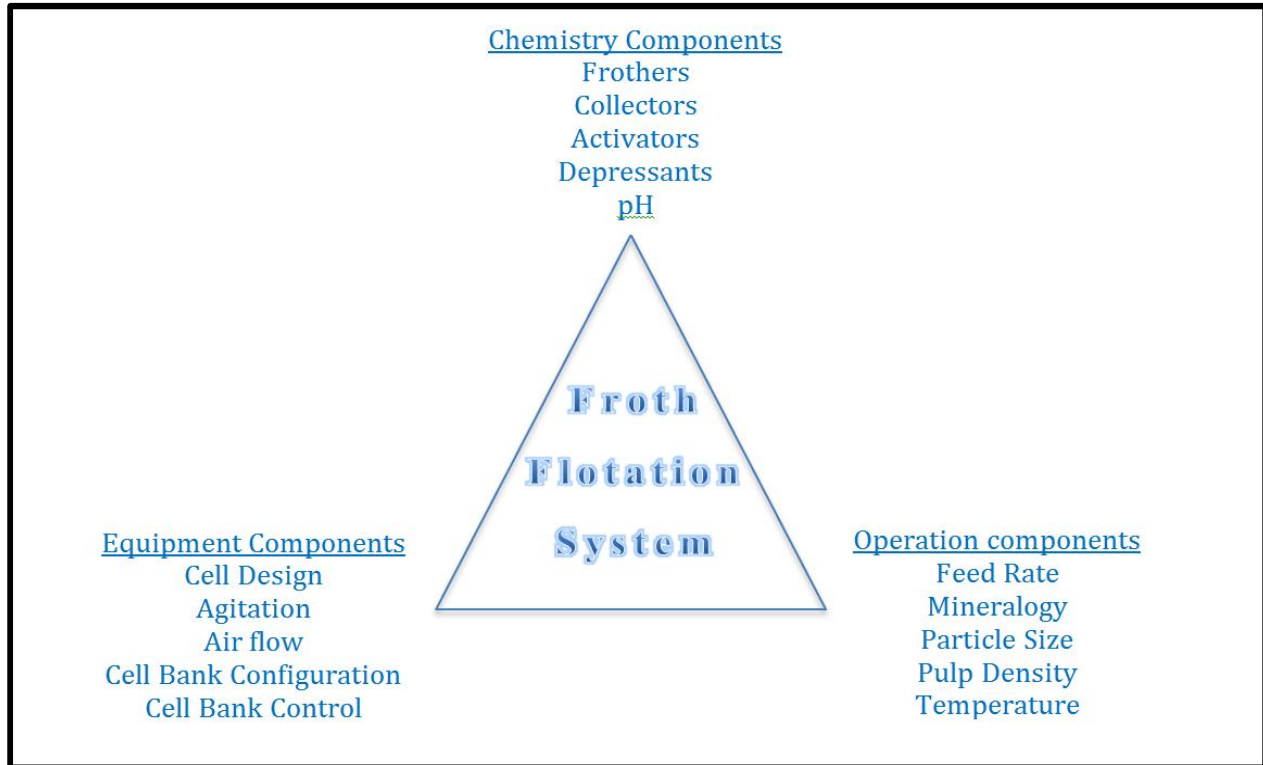 Chemistry Components
Frothers
Collectors
Activators
Depressants
pH
Froth
Flotation
System
Equipment Components
Cell Design
Agitation
Air flow
Cell Bank Configuration
Cell Bank Control
Operation components
Feed Rate
Mineralogy
Particle Size
Pulp Density
Temperature